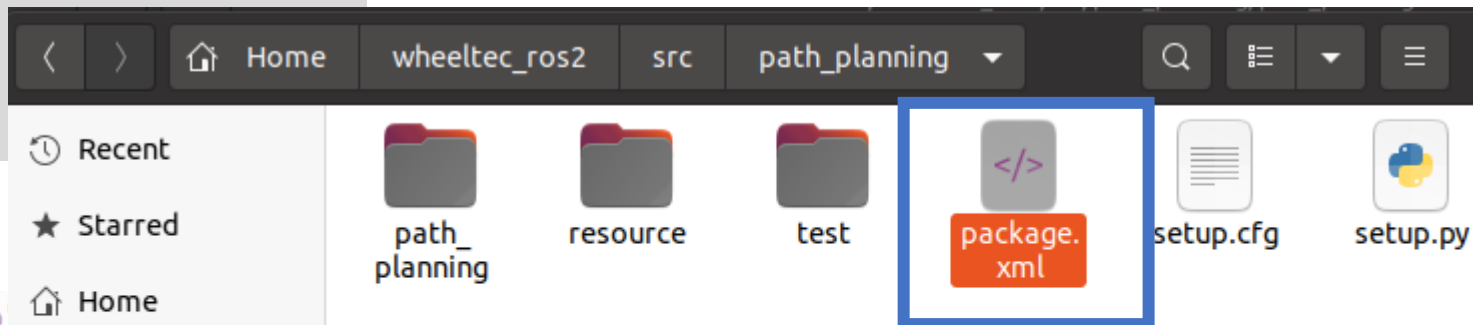 Home wheeltec_ros2 src path_planning
Recent
Starred
Home
path_
planning
resource
test
</>
package.
xml
setup.cfg
setup.py